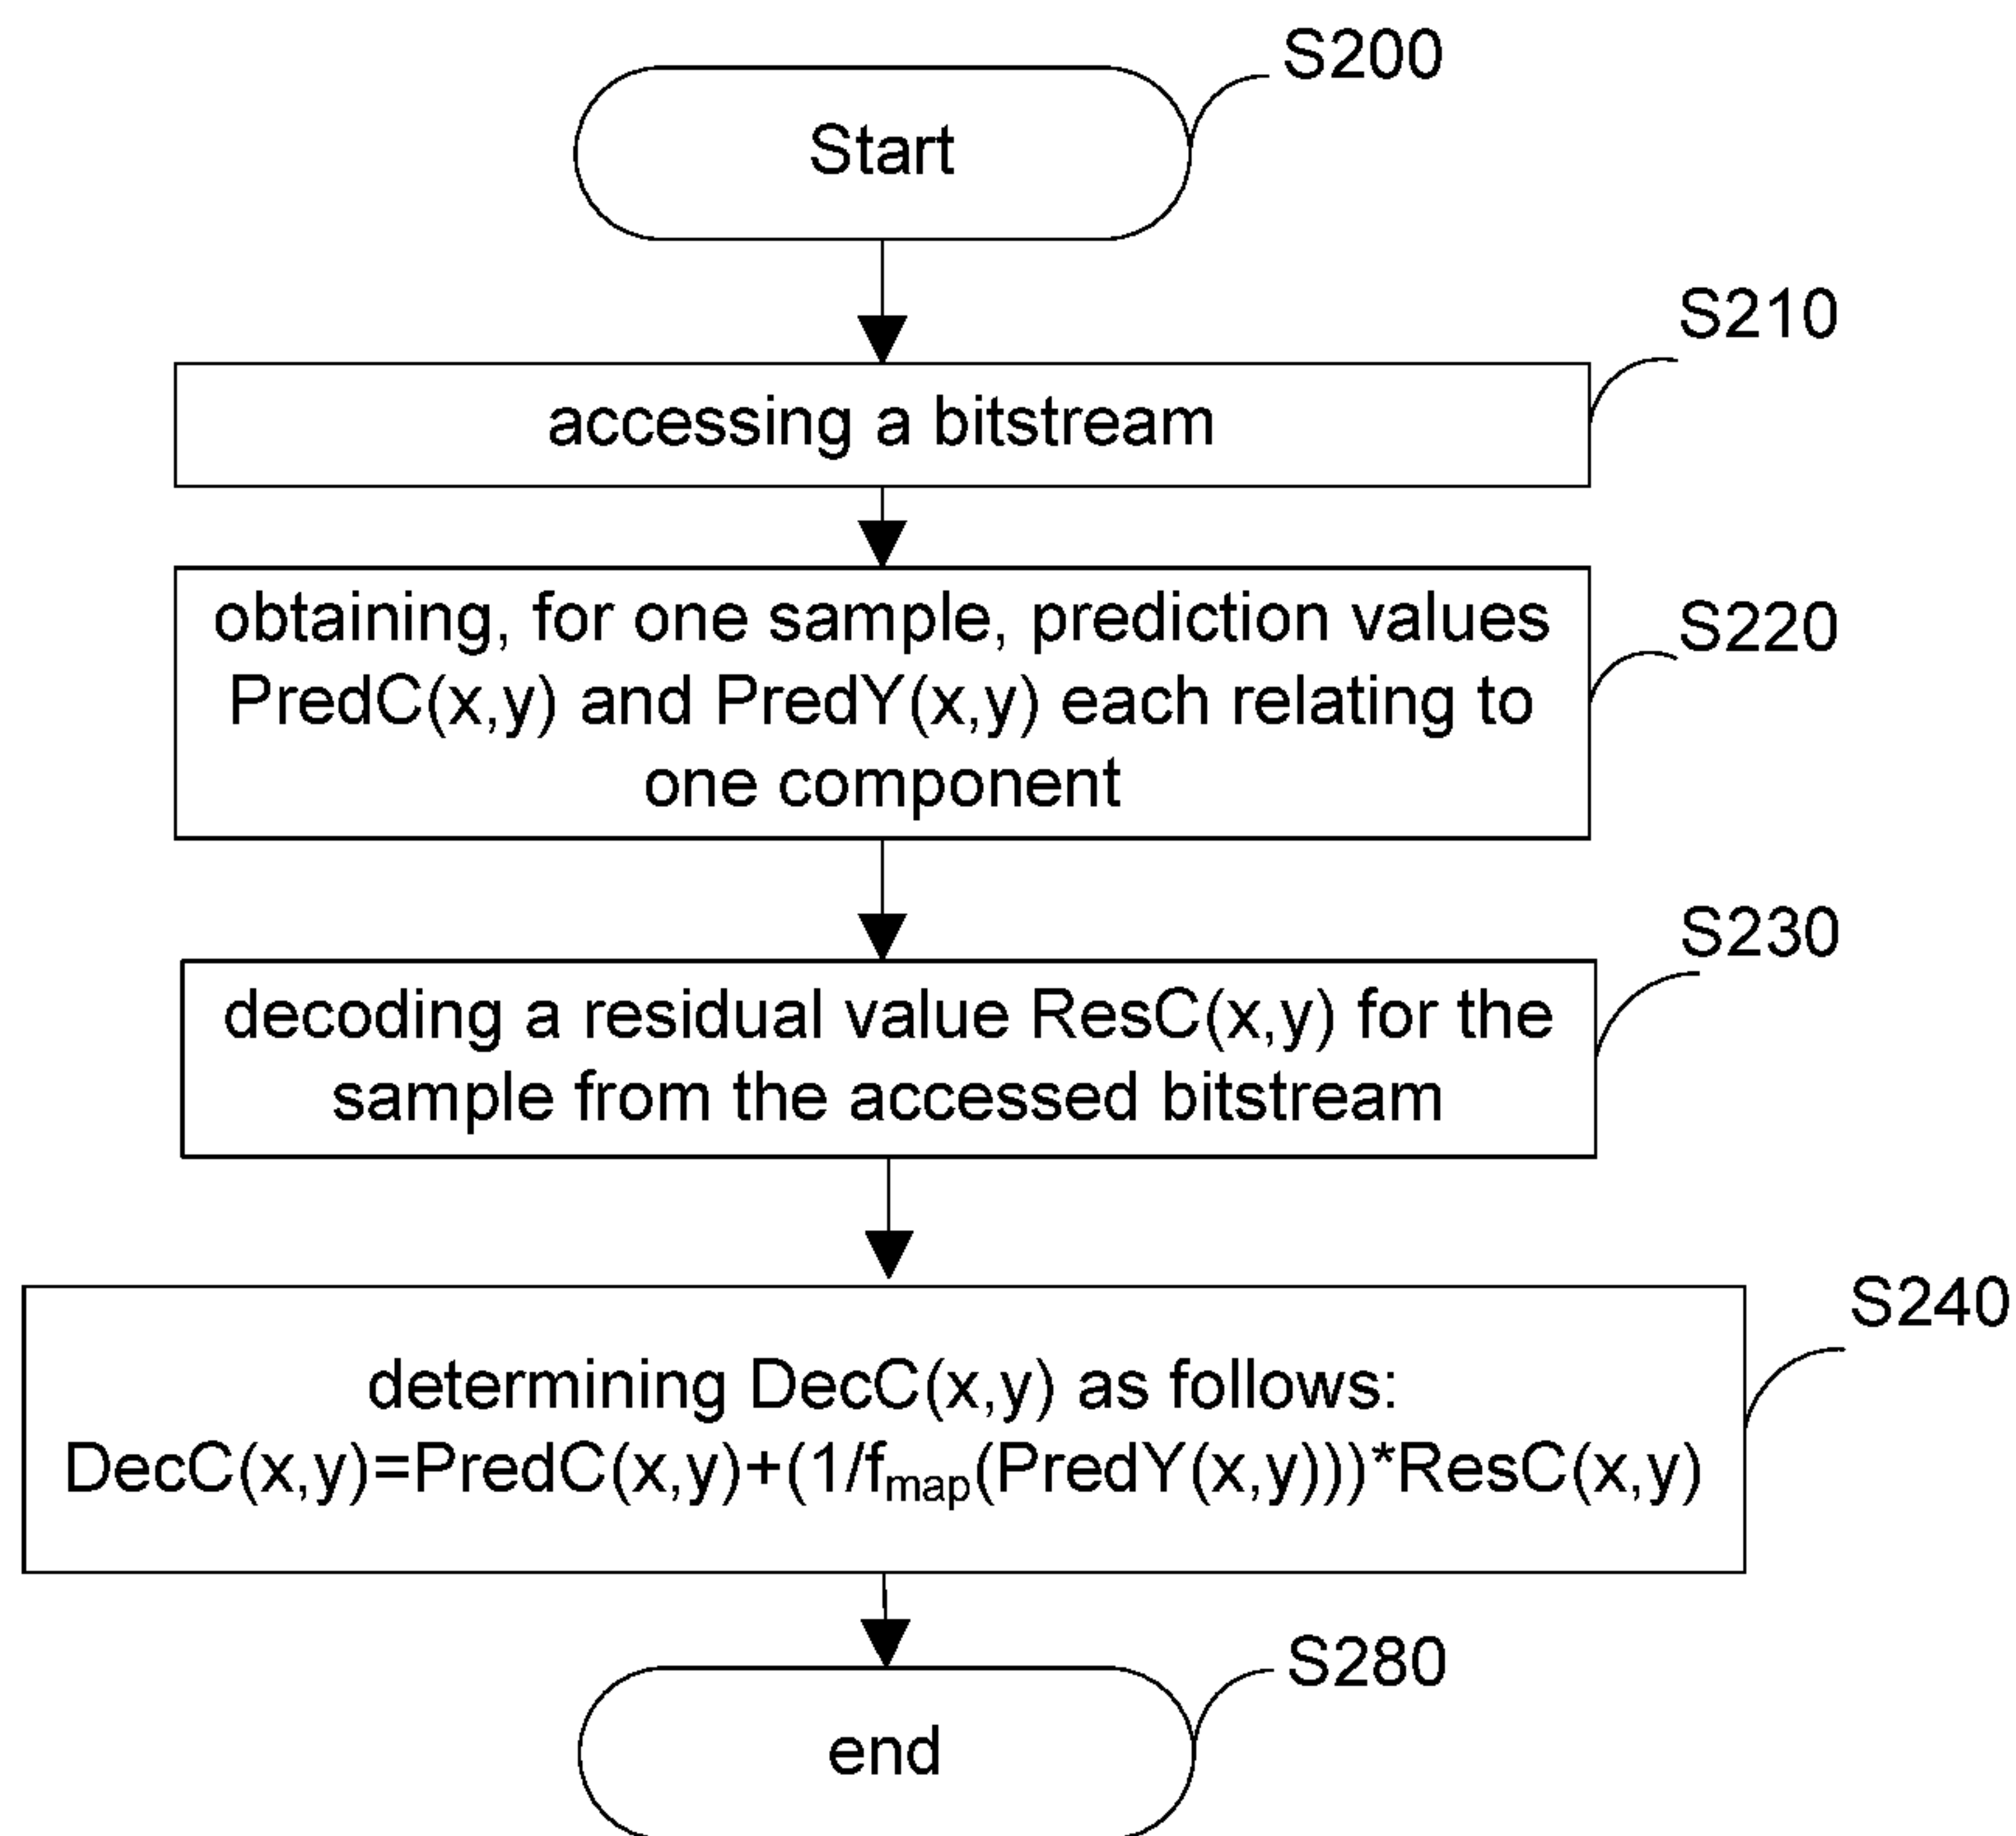 S200
Start
S210
accessing a bitstream
obtaining, for one sample, prediction values
PredC(x,y) and PredY(x,y) each relating to
one component
S220
S230
decoding a residual value ResC(x,y) for the
sample from the accessed bitstream
S240
determining DecC(x,y) as follows:
DecC(x,y)=PredC(x,y)+(1/fmap(PredY(x,y)))*ResC(x,y)
S280
end